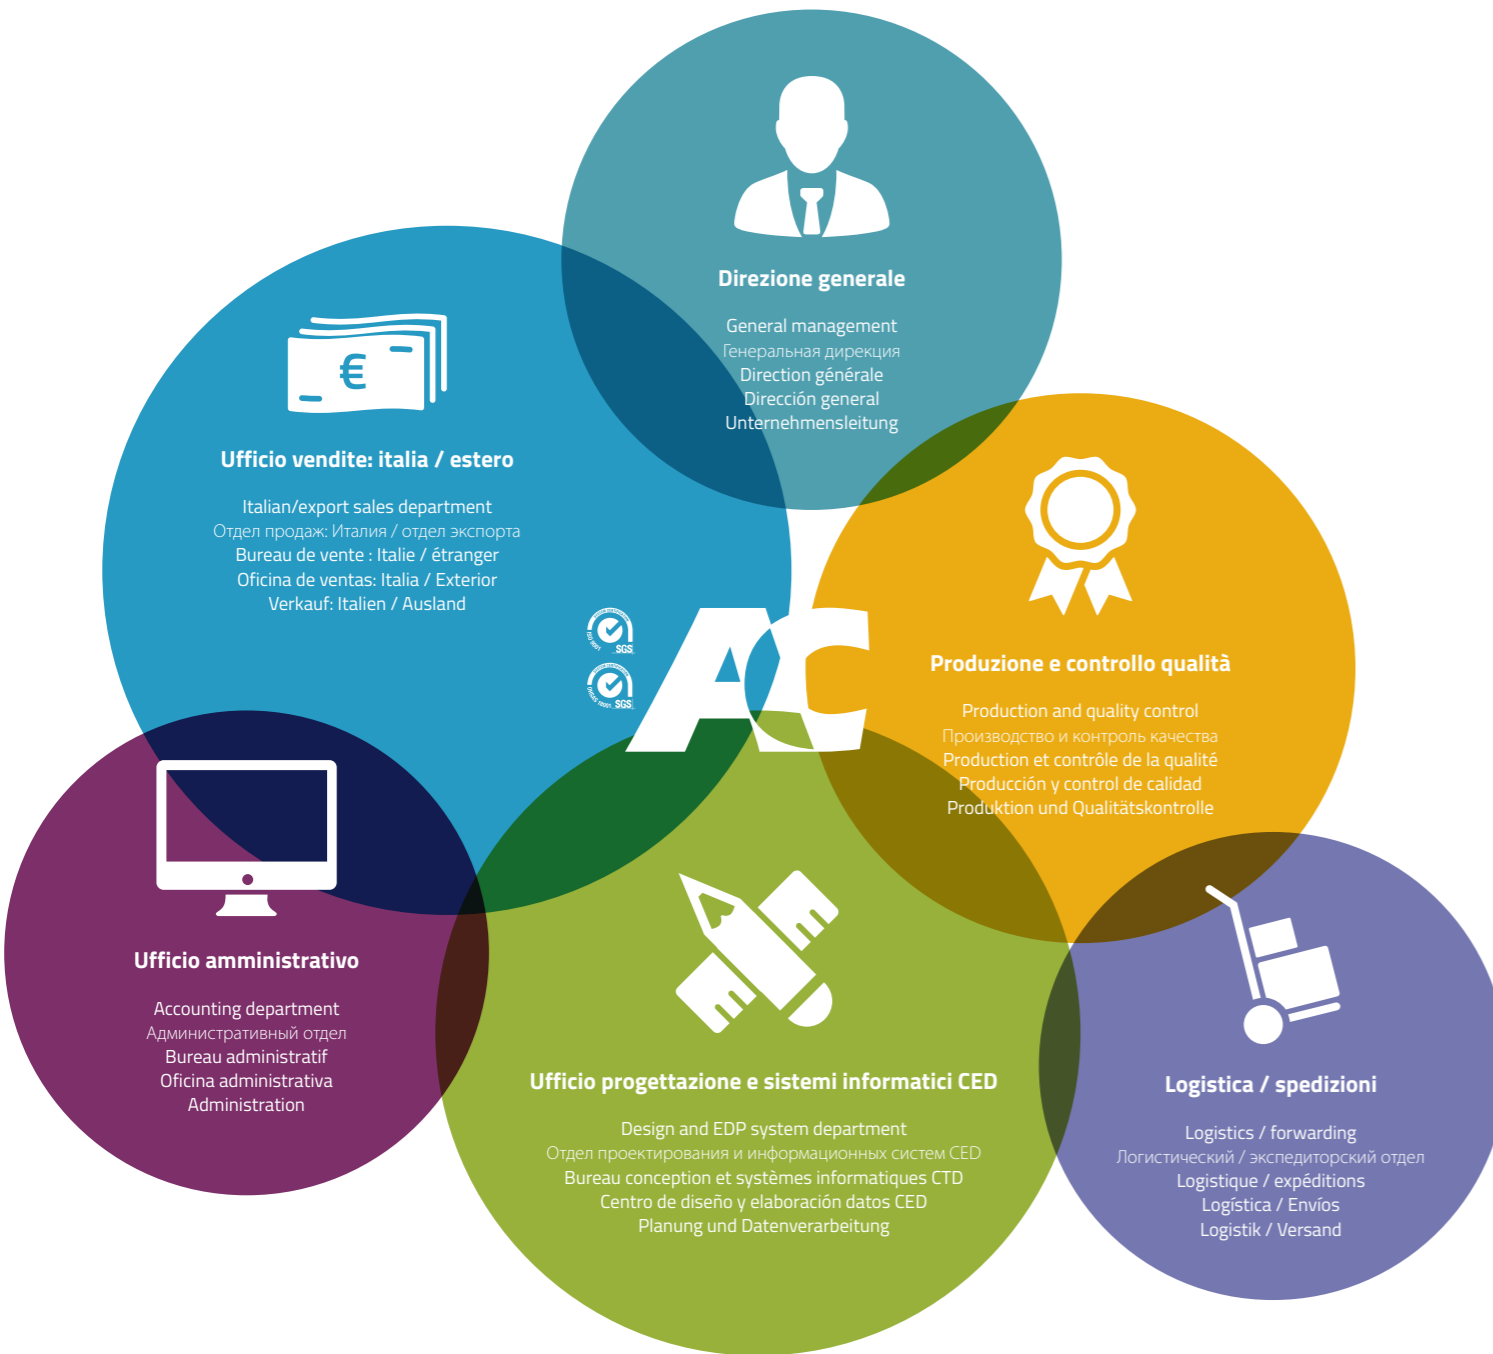 Direzione generale
General management
Генеральная дирекция
Direction générale
Dirección general
Unternehmensleitung
€
Ufficio vendite: italia / estero
Italian/export sales department
Отдел продаж: Италия / отдел экспорта
Bureau de vente : Italie / étranger
Oficina de ventas: Italia / Exterior
Verkauf: Italien / Ausland
Produzione e controllo qualità
Production and quality control
Производство и контроль качества
Production et contrôle de la qualité
Producción y control de calidad
Produktion und Qualitätskontrolle
ISO 9001
SGS
OHSAS 18001
SGS
AC
Ufficio amministrativo
Accounting department
Административный отдел
Bureau administratif
Oficina administrativa
Administration
Ufficio progettazione e sistemi informatici CED
Design and EDP system department
Отдел проектирования и информационных систем CED
Bureau conception et systèmes informatiques CTD
Centro de diseño y elaboración datos CED
Planung und Datenverarbeitung
Logistica / spedizioni
Logistics / forwarding
Логистический / экспедиторский отдел
Logistique / expéditions
Logística / Envíos
Logistik / Versand